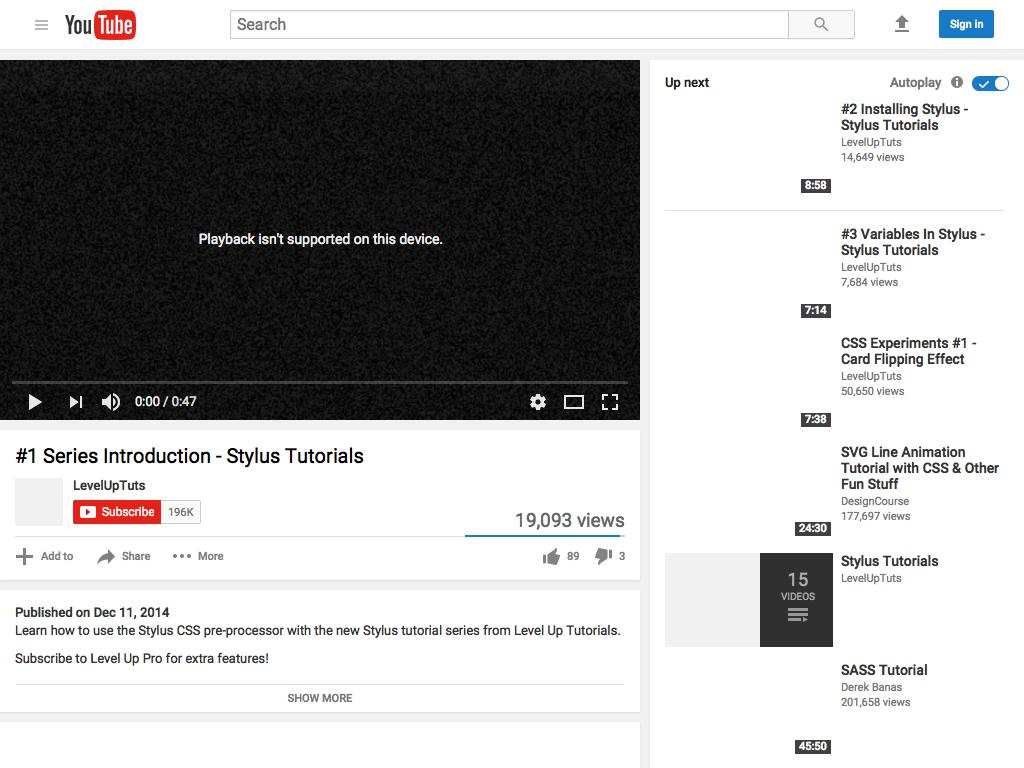 YouTube
Search
Sign in
Playback isn't supported on this device.
0:00 / 0:47
#1 Series Introduction - Stylus Tutorials
LevelUpTuts
Subscribe 196K
19,093 views
Add to Share More 89 3
Published on Dec 11, 2014
Learn how to use the Stylus CSS pre-processor with the new Stylus tutorial series from Level Up Tutorials.
Subscribe to Level Up Pro for extra features!
SHOW MORE
Up next
Autoplay
#2 Installing Stylus -
Stylus Tutorials
LevelUpTuts
14,649 views
8:58
#3 Variables In Stylus -
Stylus Tutorials
LevelUpTuts
7,684 views
7:14
CSS Experiments #1 -
Card Flipping Effect
LevelUpTuts
50,650 views
7:38
SVG Line Animation
Tutorial with CSS & Other
Fun Stuff
DesignCourse
177,697 views
24:30
15
VIDEOS
Stylus Tutorials
LevelUpTuts
SASS Tutorial
Derek Banas
201,658 views
45:50